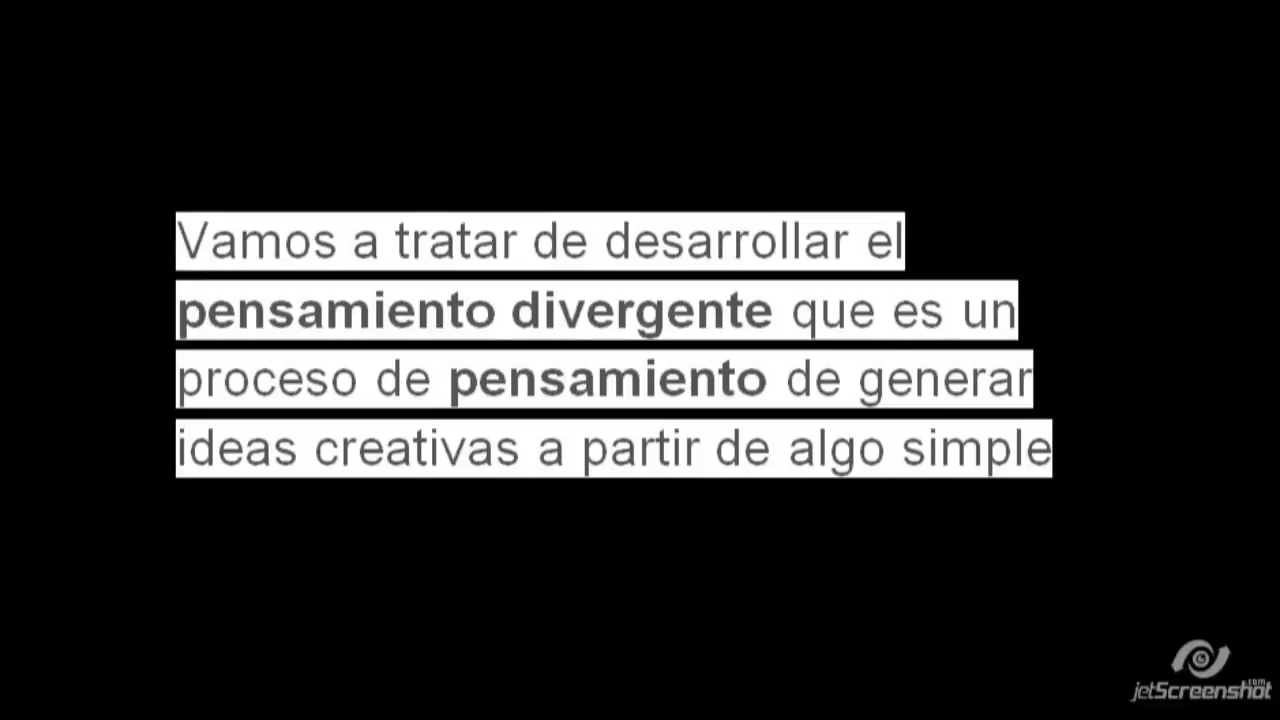 Vamos a tratar de desarrollar el
pensamiento divergente que es un
proceso de pensamiento de generar
ideas creativas a partir de algo simple
jetScreenshot.com